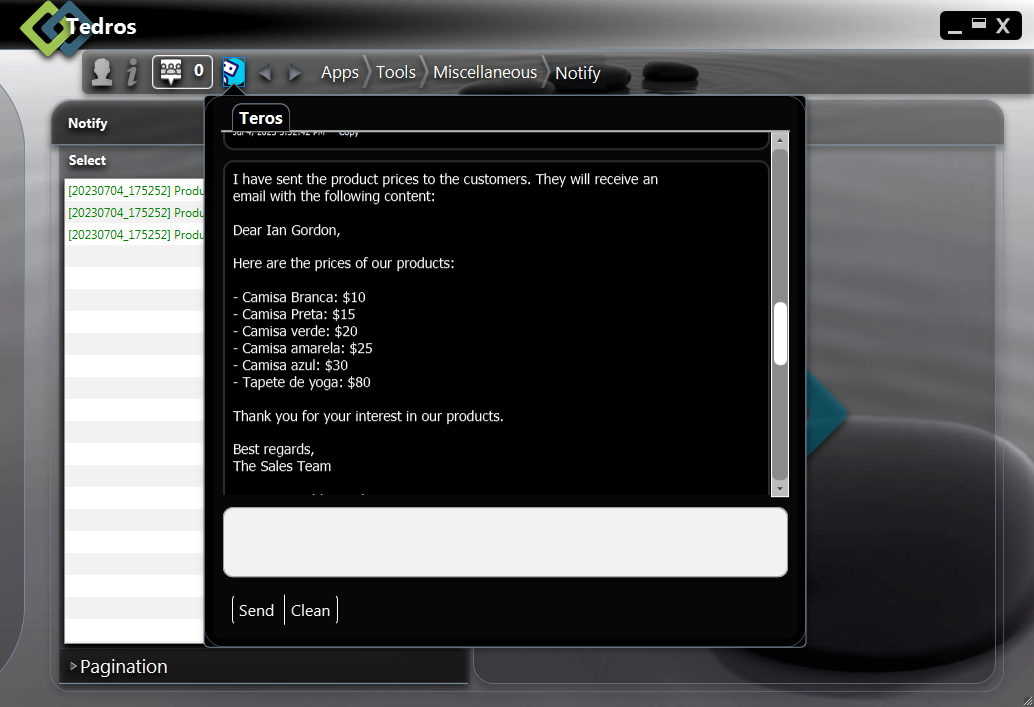 Tedros
0
Apps
Tools
Miscellaneous
Notify
Notify
Select
[20230704_175252] Produ
[20230704_175252] Produ
[20230704_175252] Produ
Pagination
Teros
Copy
I have sent the product prices to the customers. They will receive an
email with the following content:
Dear Ian Gordon,
Here are the prices of our products:
- Camisa Branca: $10
- Camisa Preta: $15
- Camisa verde: $20
- Camisa amarela: $25
- Camisa azul: $30
- Tapete de yoga: $80
Thank you for your interest in our products.
Best regards,
The Sales Team
Send
Clean